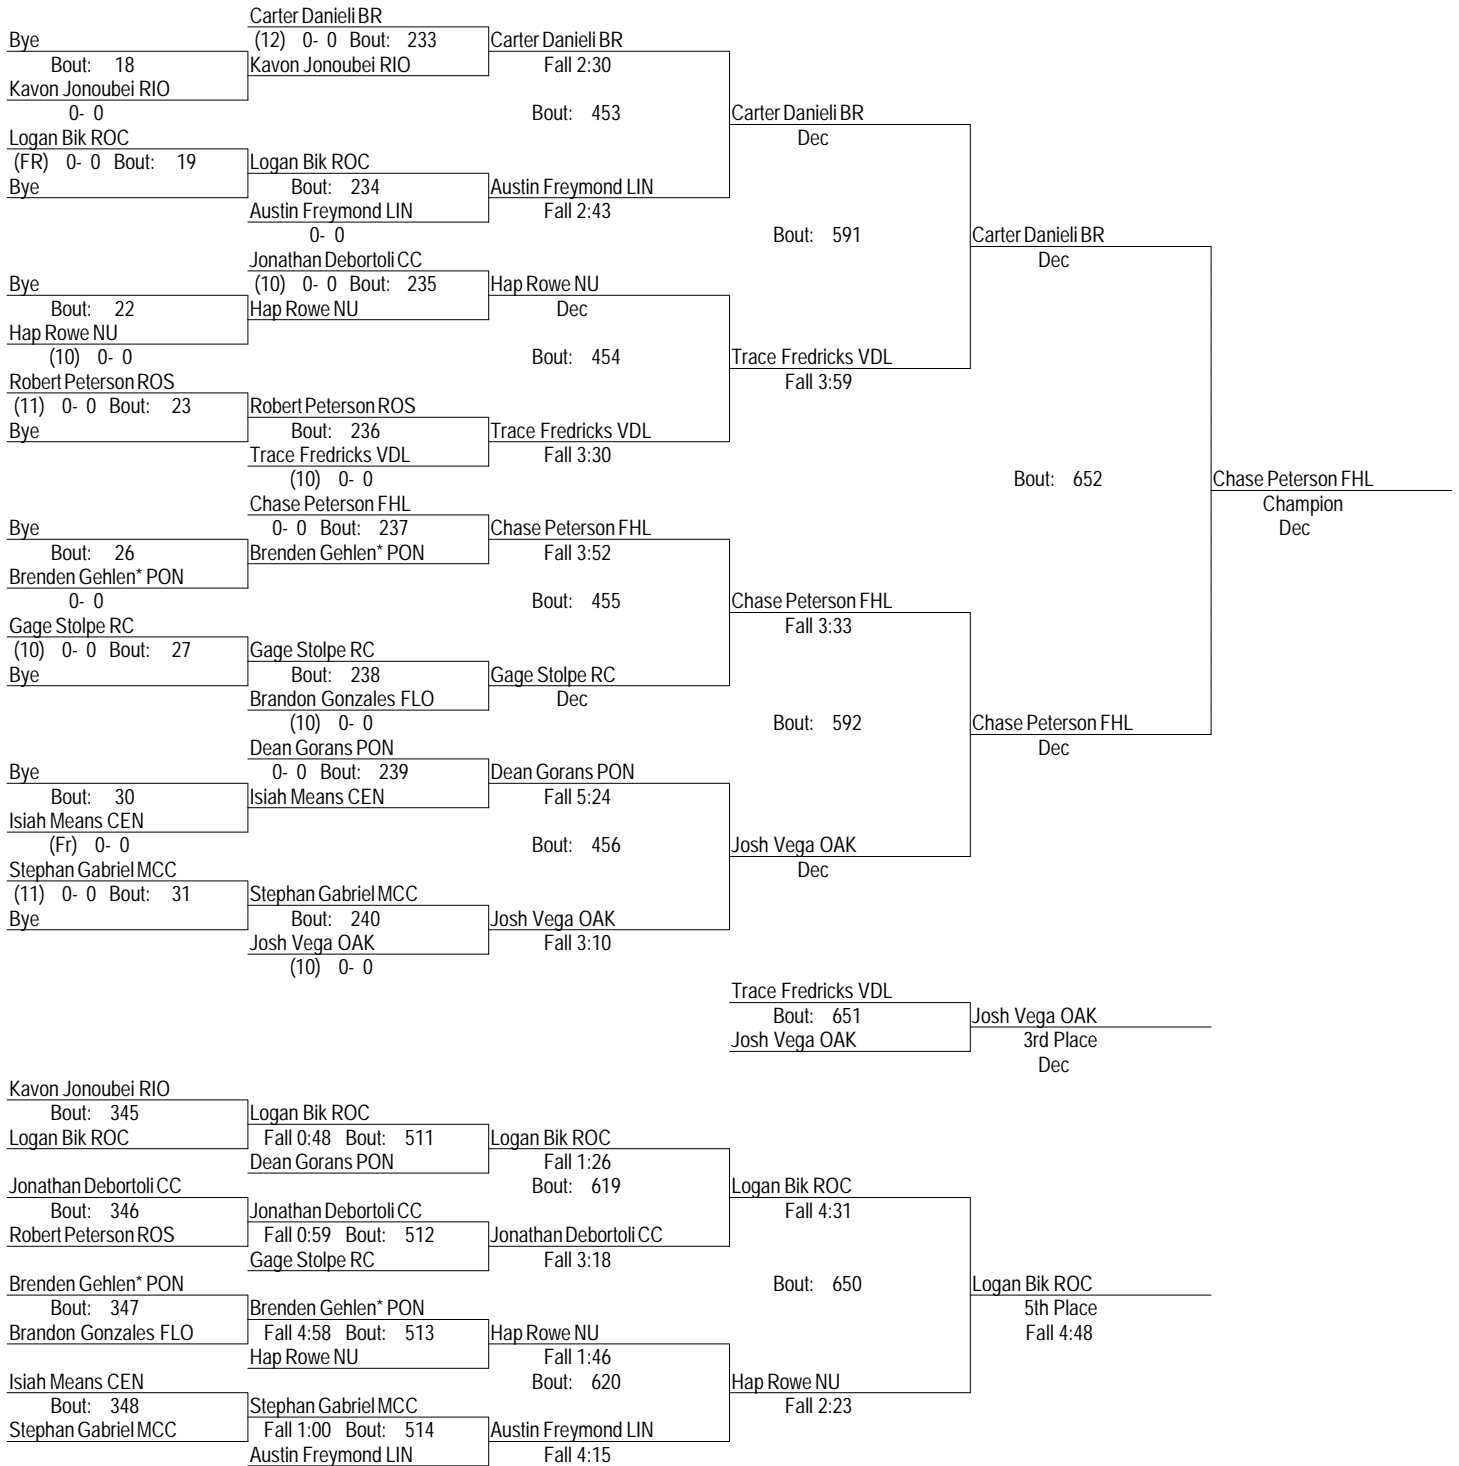 Carter Danieli BR
Bye
(12) 0- 0 Bout: 233
Carter Danieli BR
Bout: 18
Kavon Jonoubei RIO
Fall 2:30
Kavon Jonoubei RIO
0- 0
Bout: 453
Carter Danieli BR
Logan Bik ROC
Dec
(FR) 0- 0 Bout: 19
Logan Bik ROC
Bye
Bout: 234
Austin Freymond LIN
Austin Freymond LIN
Fall 2:43
0- 0
Bout: 591
Carter Danieli BR
Jonathan Debortoli CC
Dec
Bye
(10) 0- 0 Bout: 235
Hap Rowe NU
Bout: 22
Hap Rowe NU
Dec
Hap Rowe NU
(10) 0- 0
Bout: 454
Trace Fredricks VDL
Robert Peterson ROS
Fall 3:59
(11) 0- 0 Bout: 23
Robert Peterson ROS
Bye
Bout: 236
Trace Fredricks VDL
Trace Fredricks VDL
Fall 3:30
(10) 0- 0
Bout: 652
Chase Peterson FHL
Chase Peterson FHL
Champion
Bye
0- 0 Bout: 237
Chase Peterson FHL
Dec
Bout: 26
Brenden Gehlen* PON
Fall 3:52
Brenden Gehlen* PON
0- 0
Bout: 455
Chase Peterson FHL
Gage Stolpe RC
Fall 3:33
(10) 0- 0 Bout: 27
Gage Stolpe RC
Bye
Bout: 238
Gage Stolpe RC
Brandon Gonzales FLO
Dec
(10) 0- 0
Bout: 592
Chase Peterson FHL
Dean Gorans PON
Dec
Bye
0- 0 Bout: 239
Dean Gorans PON
Bout: 30
Isiah Means CEN
Fall 5:24
Isiah Means CEN
(Fr) 0- 0
Bout: 456
Josh Vega OAK
Stephan Gabriel MCC
Dec
(11) 0- 0 Bout: 31
Stephan Gabriel MCC
Bye
Bout: 240
Josh Vega OAK
Josh Vega OAK
Fall 3:10
(10) 0- 0
Trace Fredricks VDL
Bout: 651
Josh Vega OAK
Josh Vega OAK
3rd Place
Dec
Kavon Jonoubei RIO
Bout: 345
Logan Bik ROC
Logan Bik ROC
Fall 0:48 Bout: 511
Logan Bik ROC
Dean Gorans PON
Fall 1:26
Bout: 619
Logan Bik ROC
Jonathan Debortoli CC
Bout: 346
Jonathan Debortoli CC
Fall 4:31
Robert Peterson ROS
Fall 0:59 Bout: 512
Jonathan Debortoli CC
Gage Stolpe RC
Fall 3:18
Brenden Gehlen* PON
Bout: 650
Logan Bik ROC
Bout: 347
Brenden Gehlen* PON
5th Place
Brandon Gonzales FLO
Fall 4:58 Bout: 513
Hap Rowe NU
Fall 4:48
Hap Rowe NU
Fall 1:46
Isiah Means CEN
Bout: 620
Hap Rowe NU
Bout: 348
Stephan Gabriel MCC
Fall 2:23
Stephan Gabriel MCC
Fall 1:00 Bout: 514
Austin Freymond LIN
Austin Freymond LIN
Fall 4:15